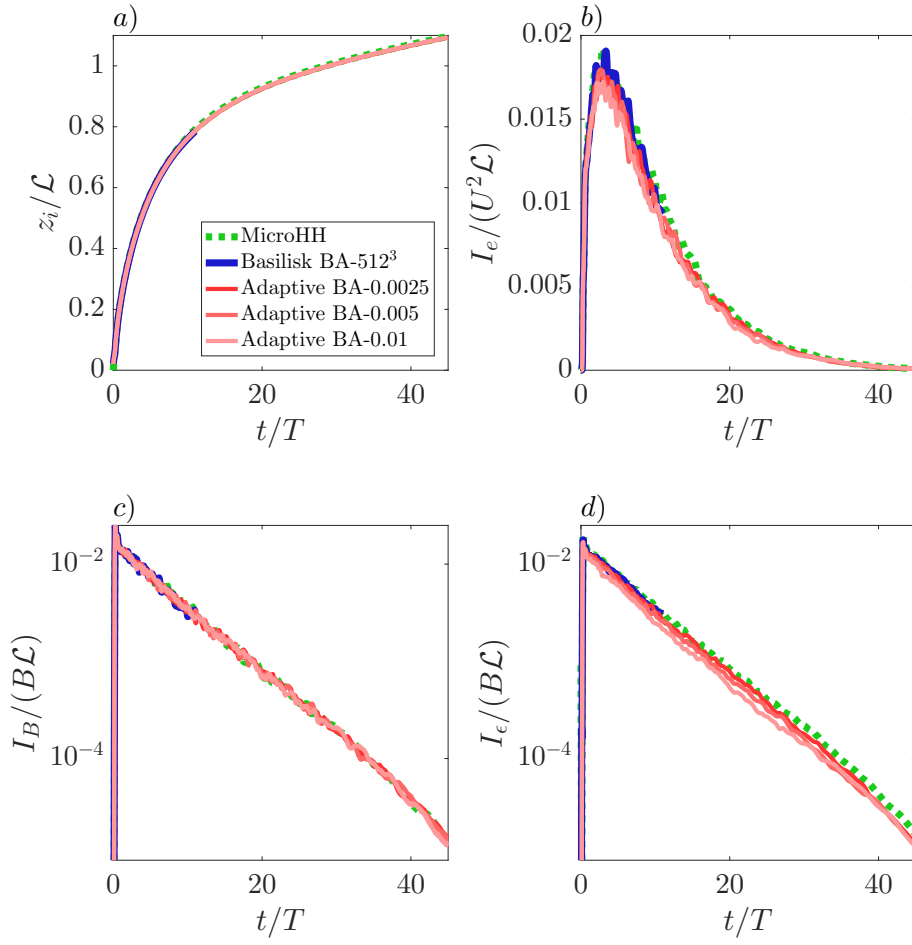 a)
z_i/ℒ
1
0.8
0.6
0.4
0.2
0
0 20 40
t/T
MicroHH
Basilisk BA-512³
Adaptive BA-0.0025
Adaptive BA-0.005
Adaptive BA-0.01
b)
I_e/(U²ℒ)
0.02
0.015
0.01
0.005
0
0 20 40
t/T
c)
I_B/(Bℒ)
10⁻²
10⁻⁴
0 20 40
t/T
d)
I_ϵ/(Bℒ)
10⁻²
10⁻⁴
0 20 40
t/T